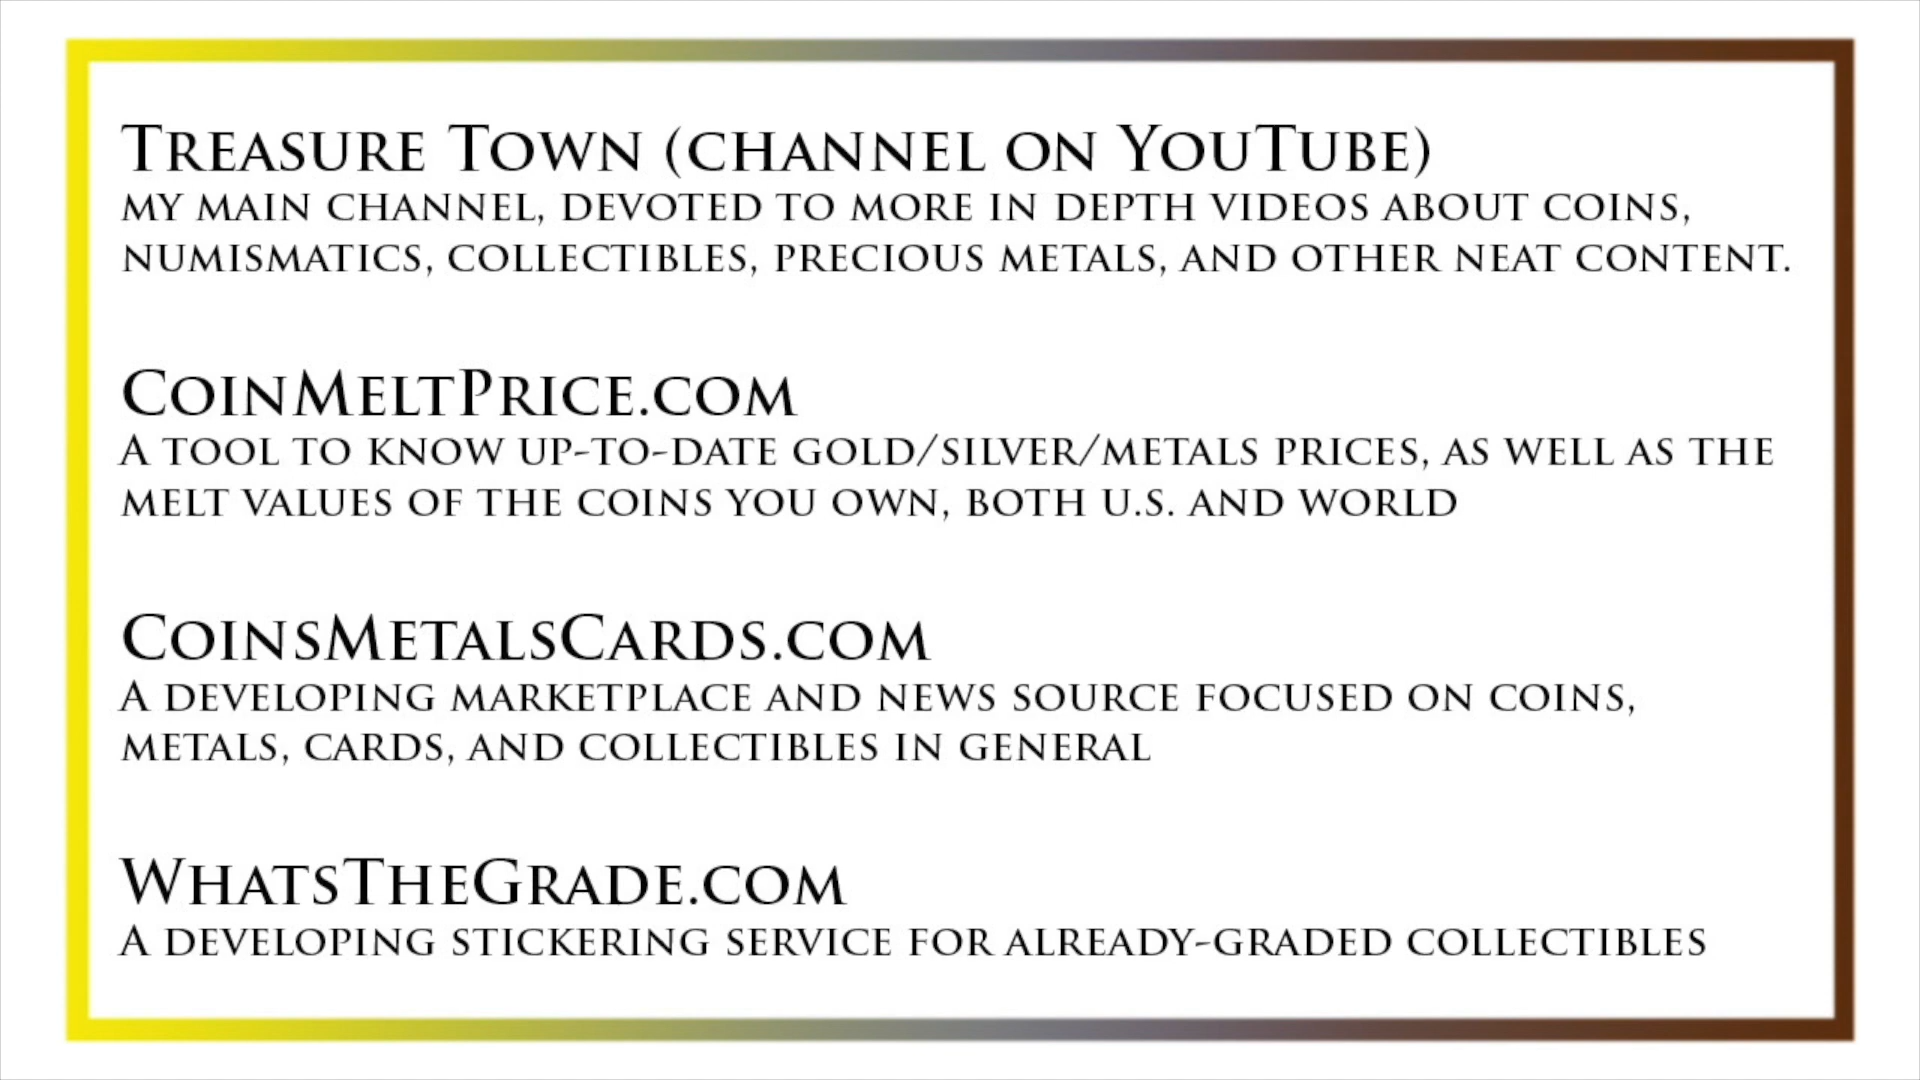 Treasure Town (channel on YouTube)
my main channel, devoted to more in depth videos about coins,
numismatics, collectibles, precious metals, and other neat content.
CoinMeltPrice.com
A tool to know up-to-date gold/silver/metals prices, as well as the
melt values of the coins you own, both U.S. and world
CoinsMetalsCards.com
A developing marketplace and news source focused on coins,
metals, cards, and collectibles in general
WhatsTheGrade.com
A developing stickering service for already-graded collectibles